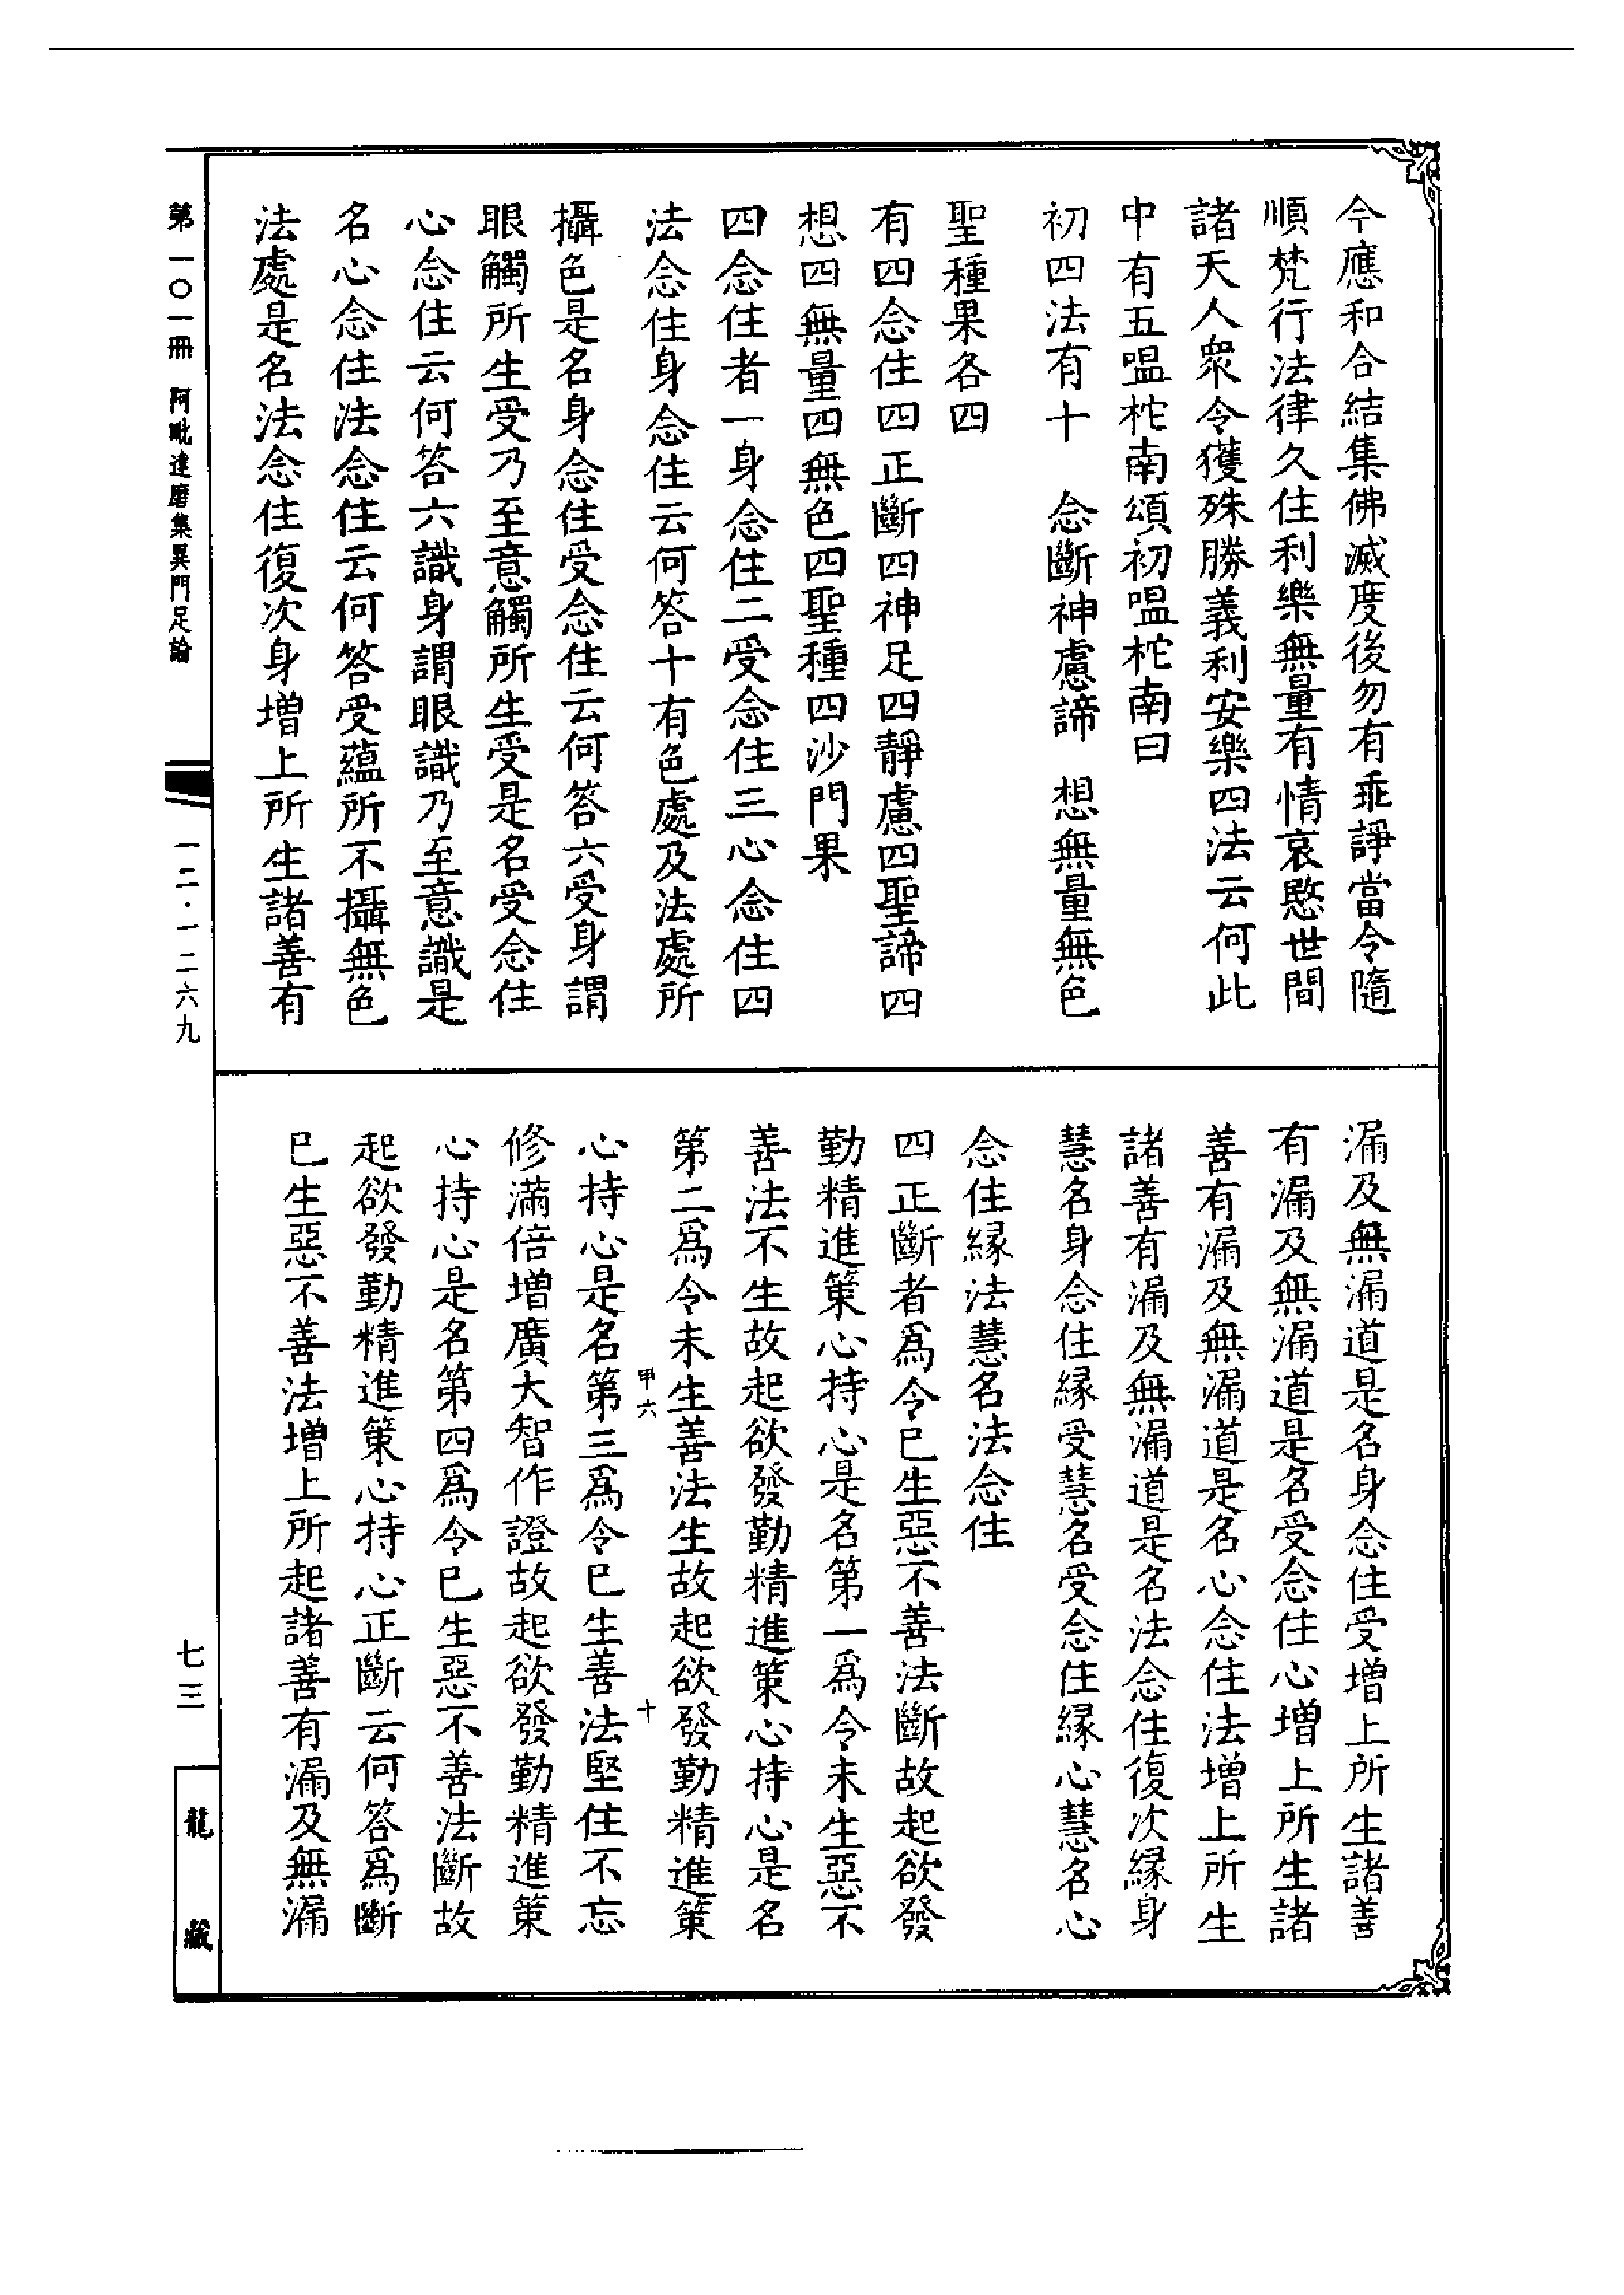 今應和合結集佛滅度後勿有乖諍當令隨
順梵行法律久住利樂無量有情哀愍世間
諸天人衆令獲殊勝義利安樂四法云何此
中有五嗢柁南頌初嗢柁南曰
初四法有十　念斷神慮諦　想無量無色
聖種果各四
有四念住四正斷四神足四靜慮四聖諦四
想四無量四無色四聖種四沙門果
四念住者一身念住二受念住三心念住四
法念住身念住云何答十有色處及法處所
攝色是名身念住受念住云何答六受身謂
眼觸所生受乃至意觸所生受是名受念住
心念住云何答六識身謂眼識乃至意識是
名心念住法念住云何答受蘊所不攝無色
法處是名法念住復次身增上所生諸善有
漏及無漏道是名身念住受增上所生諸善
有漏及無漏道是名受念住心增上所生諸
善有漏及無漏道是名心念住法增上所生
諸善有漏及無漏道是名法念住復次緣身
慧名身念住緣受慧名受念住緣心慧名心
念住緣法慧名法念住
四正斷者爲令已生惡不善法斷故起欲發
勤精進策心持心是名第一爲令未生惡不
善法不生故起欲發勤精進策心持心是名
第二爲令未生善法生故起欲發勤精進策
甲六　十
心持心是名第三爲令已生善法堅住不忘
修滿倍增廣大智作證故起欲發勤精進策
心持心是名第四爲令已生惡不善法斷故
起欲發勤精進策心持心正斷云何答爲斷
已生惡不善法增上所起諸善有漏及無漏
第一〇一冊　阿毗達磨集異門足論
一二·一二六九
七三
龍藏